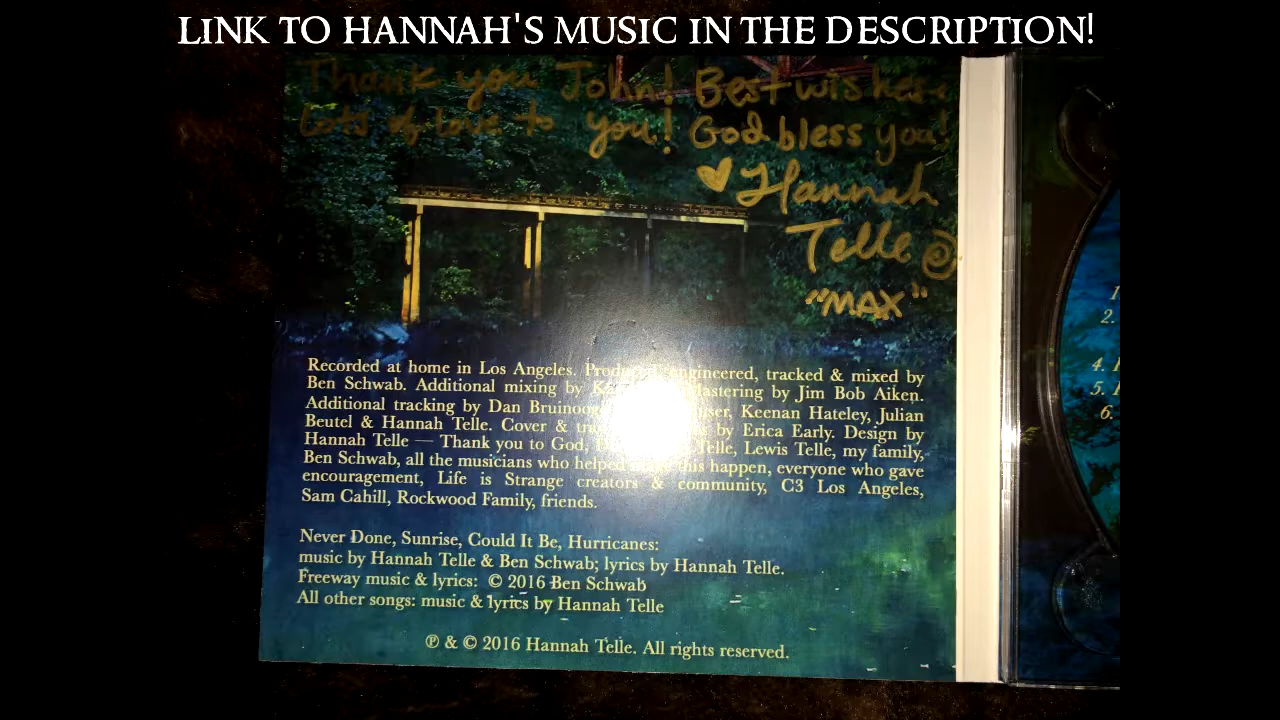 LINK TO HANNAH'S MUSIC IN THE DESCRIPTION!
Thank you John! Best wishes.
Lots of Love to you! God bless you!
♥ Hannah
Telle
"MAX"
Recorded at home in Los Angeles. Produced, engineered, tracked & mixed by
Ben Schwab. Additional mixing by Mastering by Jim Bob Aiken.
Additional tracking by Dan Keenan Hateley, Julian
Beutel & Hannah Telle. Cover & by Erica Early. Design by
Hannah Telle — Thank you to God, Telle, Lewis Telle, my family,
Ben Schwab, all the musicians who helped make this happen, everyone who gave
encouragement, Life is Strange creators & community, C3 Los Angeles,
Sam Cahill, Rockwood Family, friends.
Never Done, Sunrise, Could It Be, Hurricanes:
music by Hannah Telle & Ben Schwab; lyrics by Hannah Telle.
Freeway music & lyrics: © 2016 Ben Schwab
All other songs: music & lyrics by Hannah Telle
℗ & © 2016 Hannah Telle. All rights reserved.
2.
4.
5.
6.